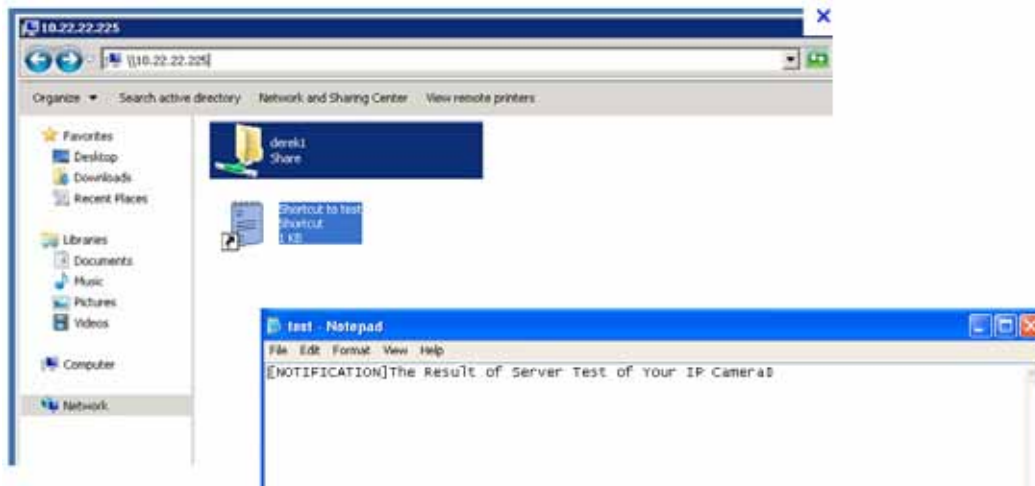 10.22.22.225
\\10.22.22.225
Organize Search active directory Network and Sharing Center View remote printers
Favorites
Desktop
Downloads
Recent Places
Libraries
Documents
Music
Pictures
Videos
Computer
Network
derek1
Share
Shortcut to test
Shortcut
1 KB
test - Notepad
File Edit Format View Help
[NOTIFICATION]The Result of Server Test of Your IP Camera